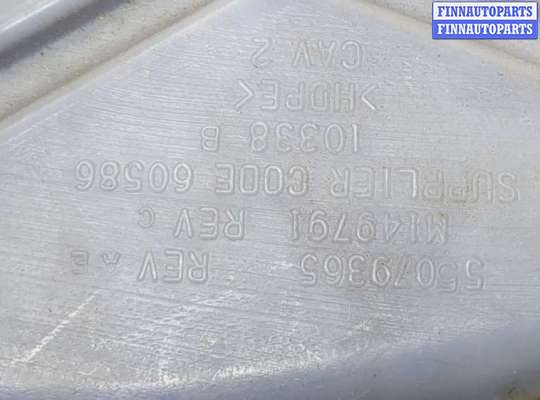 FINNAUTOPARTS
FINNAUTOPARTS
55079365 REV A E
M149791 REV C
SUPPLIER CODE 60586
10338-B
>HDPE<
CAV 2